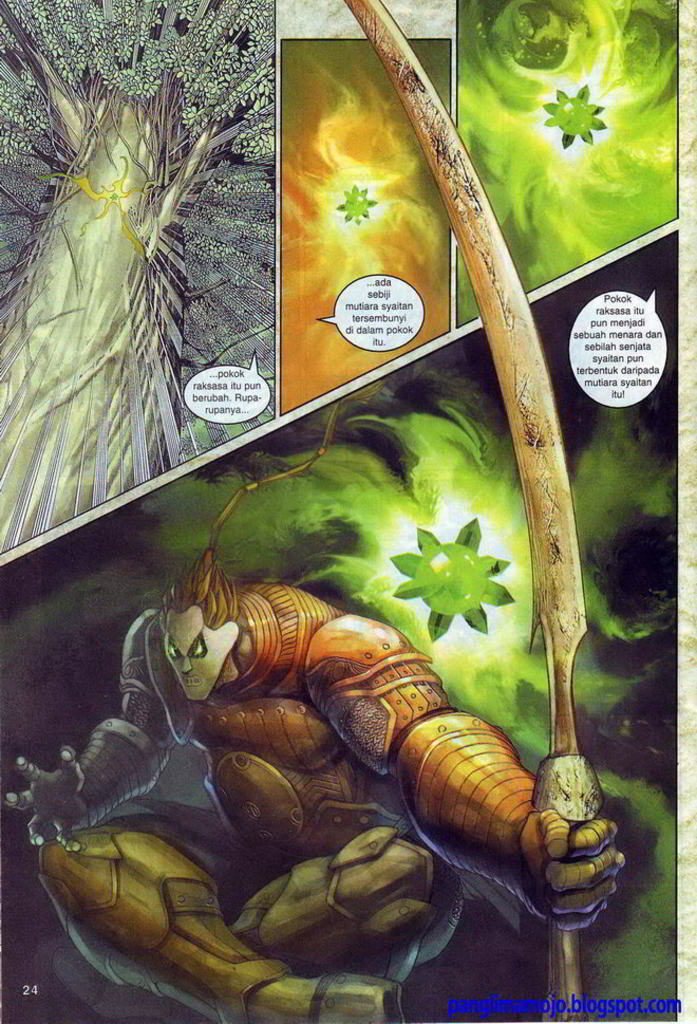 ...pokok
raksasa itu pun
berubah. Rupa-
rupanya...
...ada
sebiji
mutiara syaitan
tersembunyi
di dalam pokok
itu.
Pokok
raksasa itu
pun menjadi
sebuah menara dan
sebilah senjata
syaitan pun
terbentuk daripada
mutiara syaitan
itu!
24
panglimamojo.blogspot.com